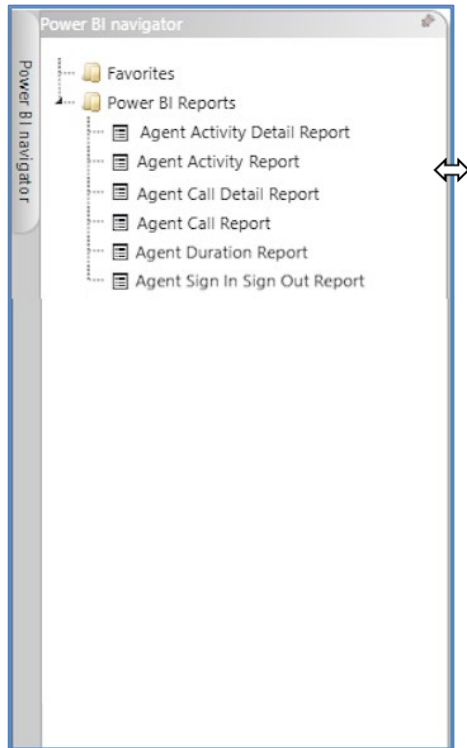 Power BI navigator
Power BI navigator
Favorites
Power BI Reports
Agent Activity Detail Report
Agent Activity Report
Agent Call Detail Report
Agent Call Report
Agent Duration Report
Agent Sign In Sign Out Report